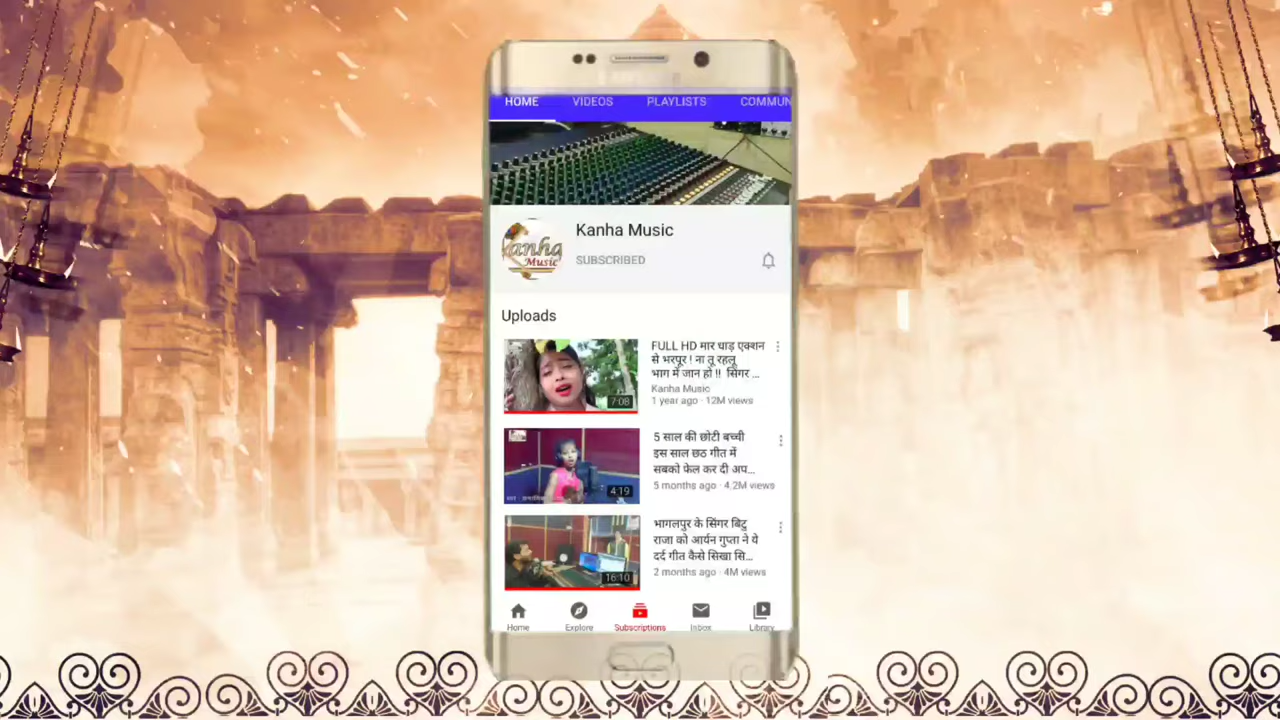 HOME VIDEOS PLAYLISTS COMMUN
Kanha Music
Kanha
Music
SUBSCRIBED
Uploads
FULL HD मार धाड़ एक्शन
से भरपूर ! ना तू रहलू
भाग में जान हो !! सिंगर ...
Kanha Music
1 year ago · 12M views
7:08
5 साल की छोटी बच्ची
इस साल छठ गीत में
सबको फेल कर दी अप...
5 months ago · 4.2M views
4:19
भागलपुर के सिंगर बिटु
राजा को आर्यन गुप्ता ने ये
दर्द गीत कैसे सिखा सि...
2 months ago · 4M views
16:10
Home Explore Subscriptions Inbox Library